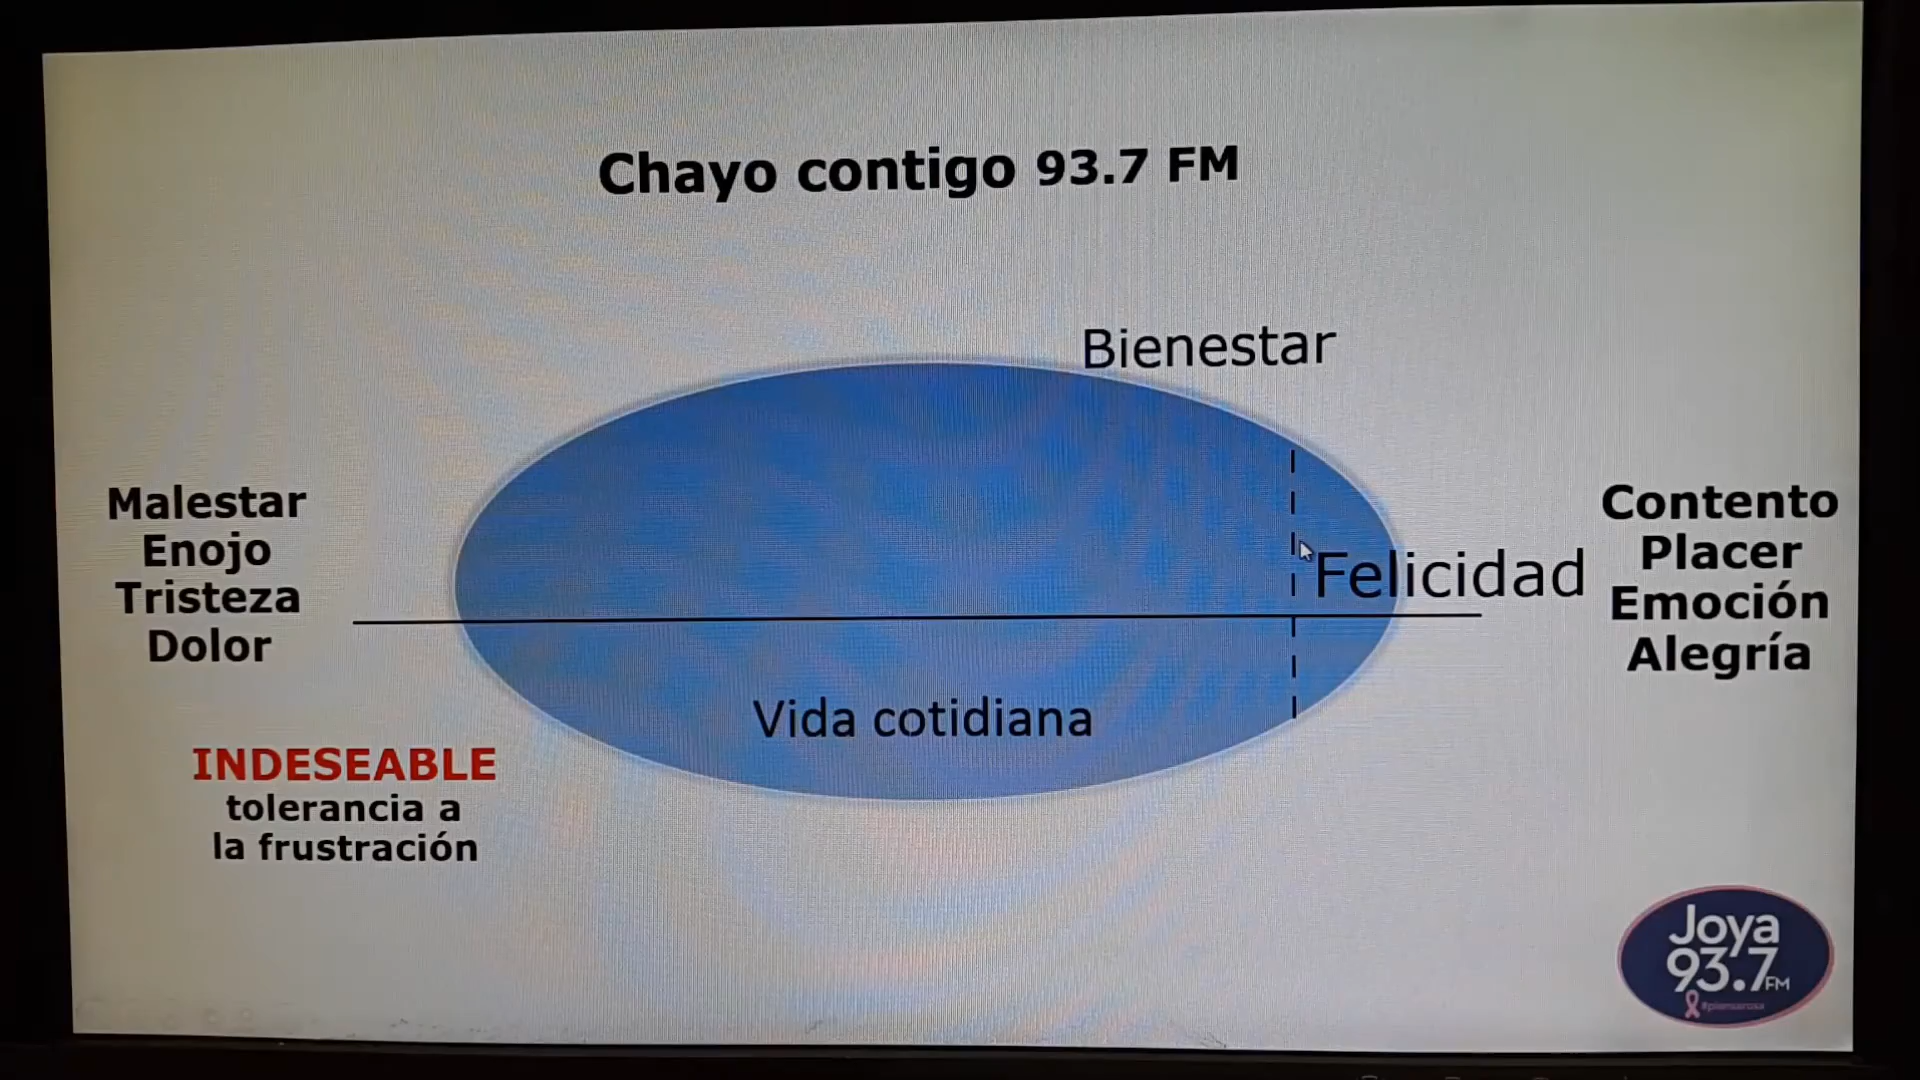 Chayo contigo 93.7 FM
Bienestar
Malestar
Enojo
Tristeza
Dolor
Felicidad
Contento
Placer
Emoción
Alegría
Vida cotidiana
INDESEABLE
tolerancia a
la frustración
Joya
93.7 FM
#piensarosa